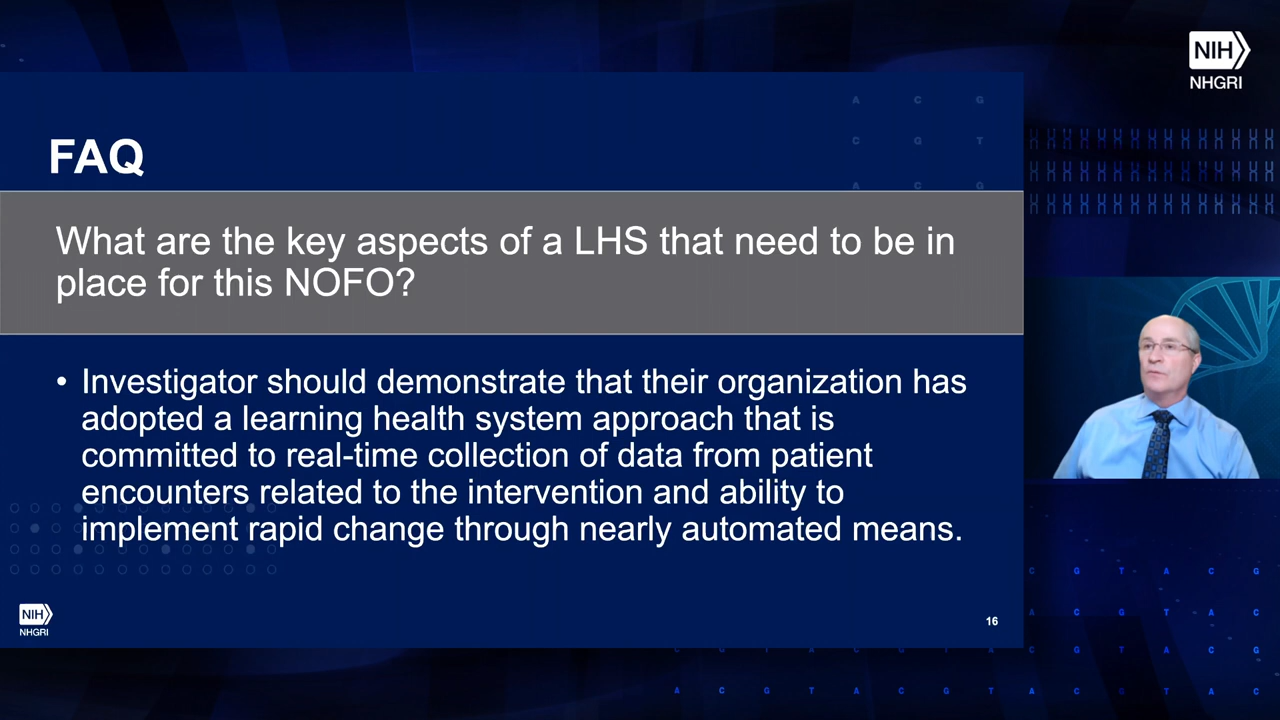 NIH
NHGRI
A C G
C G T
A C G
FAQ
What are the key aspects of a LHS that need to be in
place for this NOFO?
• Investigator should demonstrate that their organization has
adopted a learning health system approach that is
committed to real-time collection of data from patient
encounters related to the intervention and ability to
implement rapid change through nearly automated means.
NIH
NHGRI
16
C G T A C G
A C G T A C
C G T A C G T A C G T A C G
A C G T A C G T A C G T A C